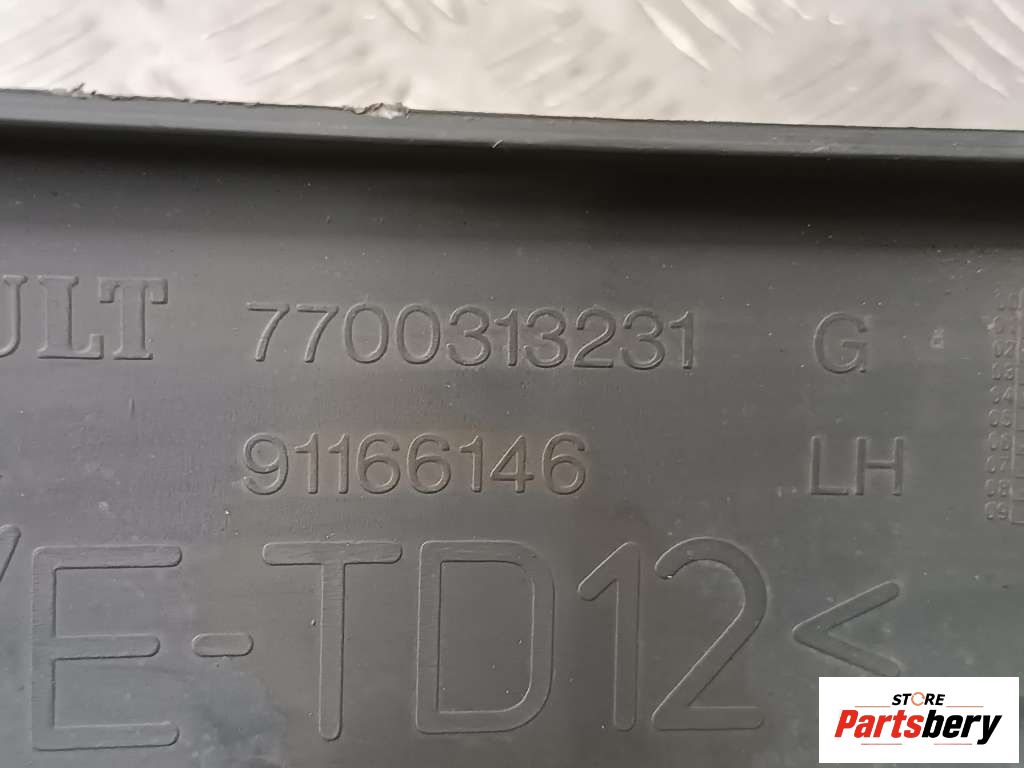 ULT 7700313231 G
91166146 LH
E-TD12<
STORE
Partsbery